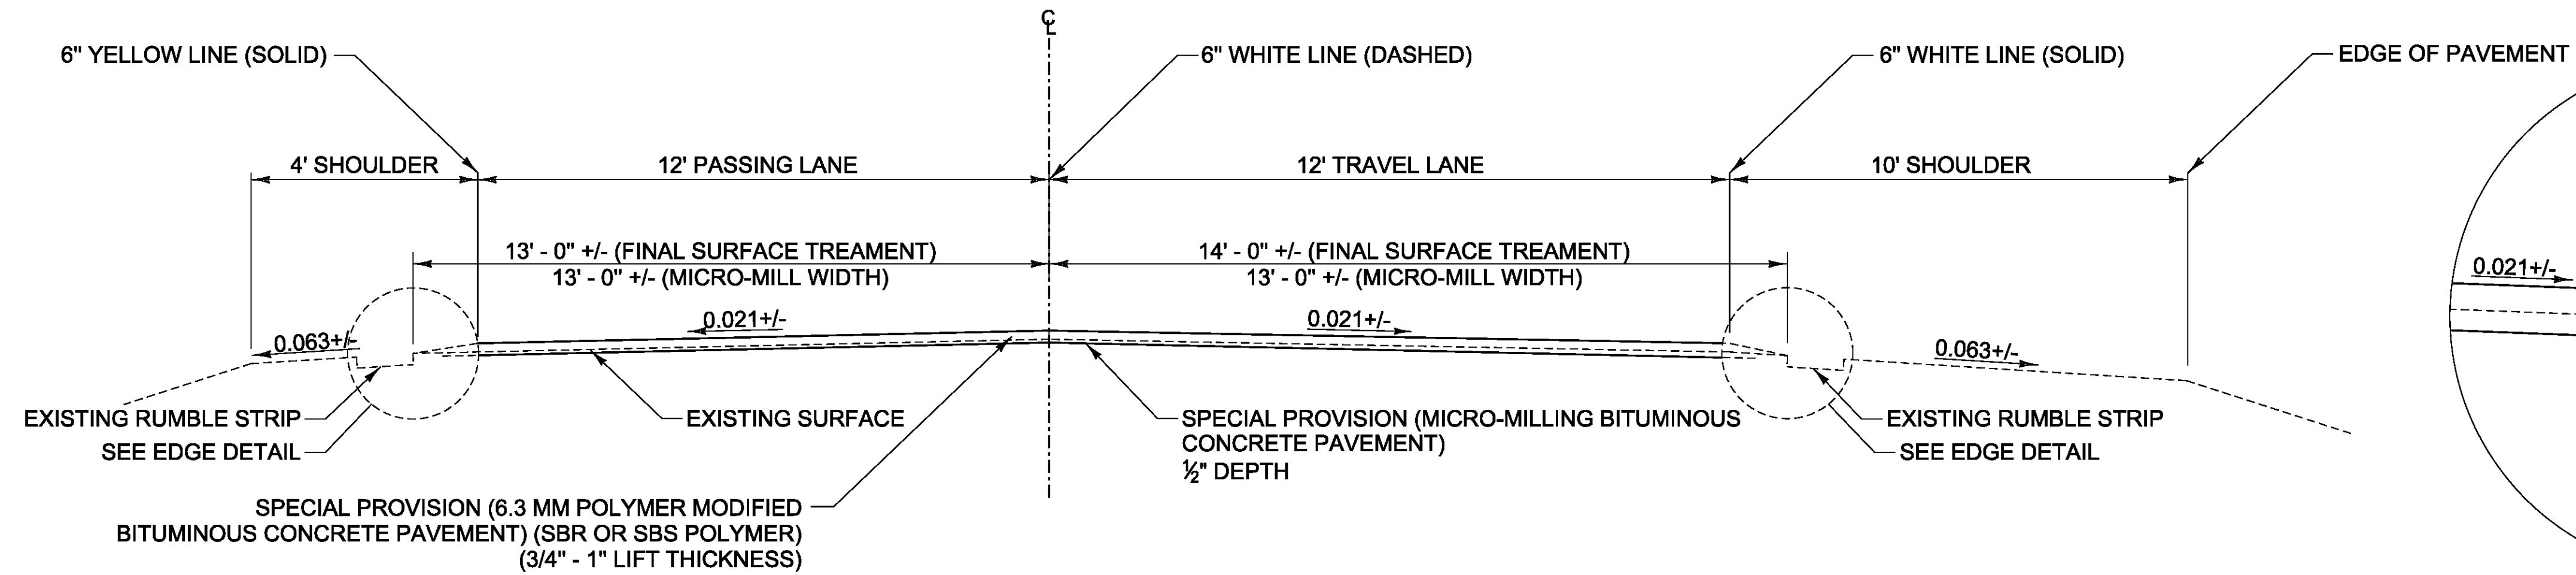 CL
6" YELLOW LINE (SOLID)
6" WHITE LINE (DASHED)
6" WHITE LINE (SOLID)
EDGE OF PAVEMENT
4' SHOULDER
12' PASSING LANE
12' TRAVEL LANE
10' SHOULDER
13' - 0" +/- (FINAL SURFACE TREAMENT)
13' - 0" +/- (MICRO-MILL WIDTH)
14' - 0" +/- (FINAL SURFACE TREAMENT)
13' - 0" +/- (MICRO-MILL WIDTH)
0.063+/-
0.021+/-
0.021+/-
0.063+/-
0.021+/-
EXISTING RUMBLE STRIP
SEE EDGE DETAIL
EXISTING SURFACE
SPECIAL PROVISION (MICRO-MILLING BITUMINOUS
CONCRETE PAVEMENT)
½" DEPTH
EXISTING RUMBLE STRIP
SEE EDGE DETAIL
SPECIAL PROVISION (6.3 MM POLYMER MODIFIED
BITUMINOUS CONCRETE PAVEMENT) (SBR OR SBS POLYMER)
(3/4" - 1" LIFT THICKNESS)